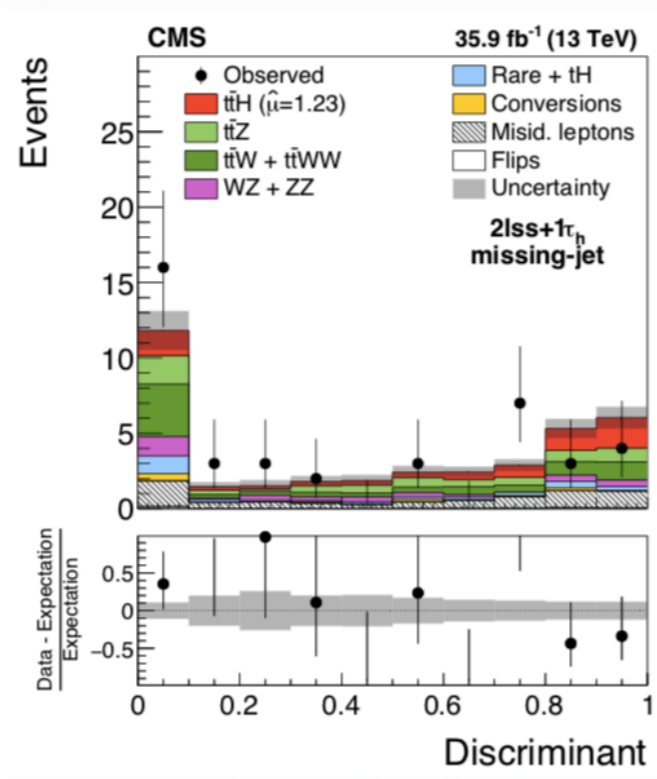 CMS 35.9 fb⁻¹ (13 TeV)
Events
Observed
tt̄H (μ̂=1.23)
tt̄Z
tt̄W + tt̄WW
WZ + ZZ
Rare + tH
Conversions
Misid. leptons
Flips
Uncertainty
2lss+1τₕ
missing-jet
25
20
15
10
5
0
Data - Expectation
Expectation
0.5
0
−0.5
0 0.2 0.4 0.6 0.8 1
Discriminant